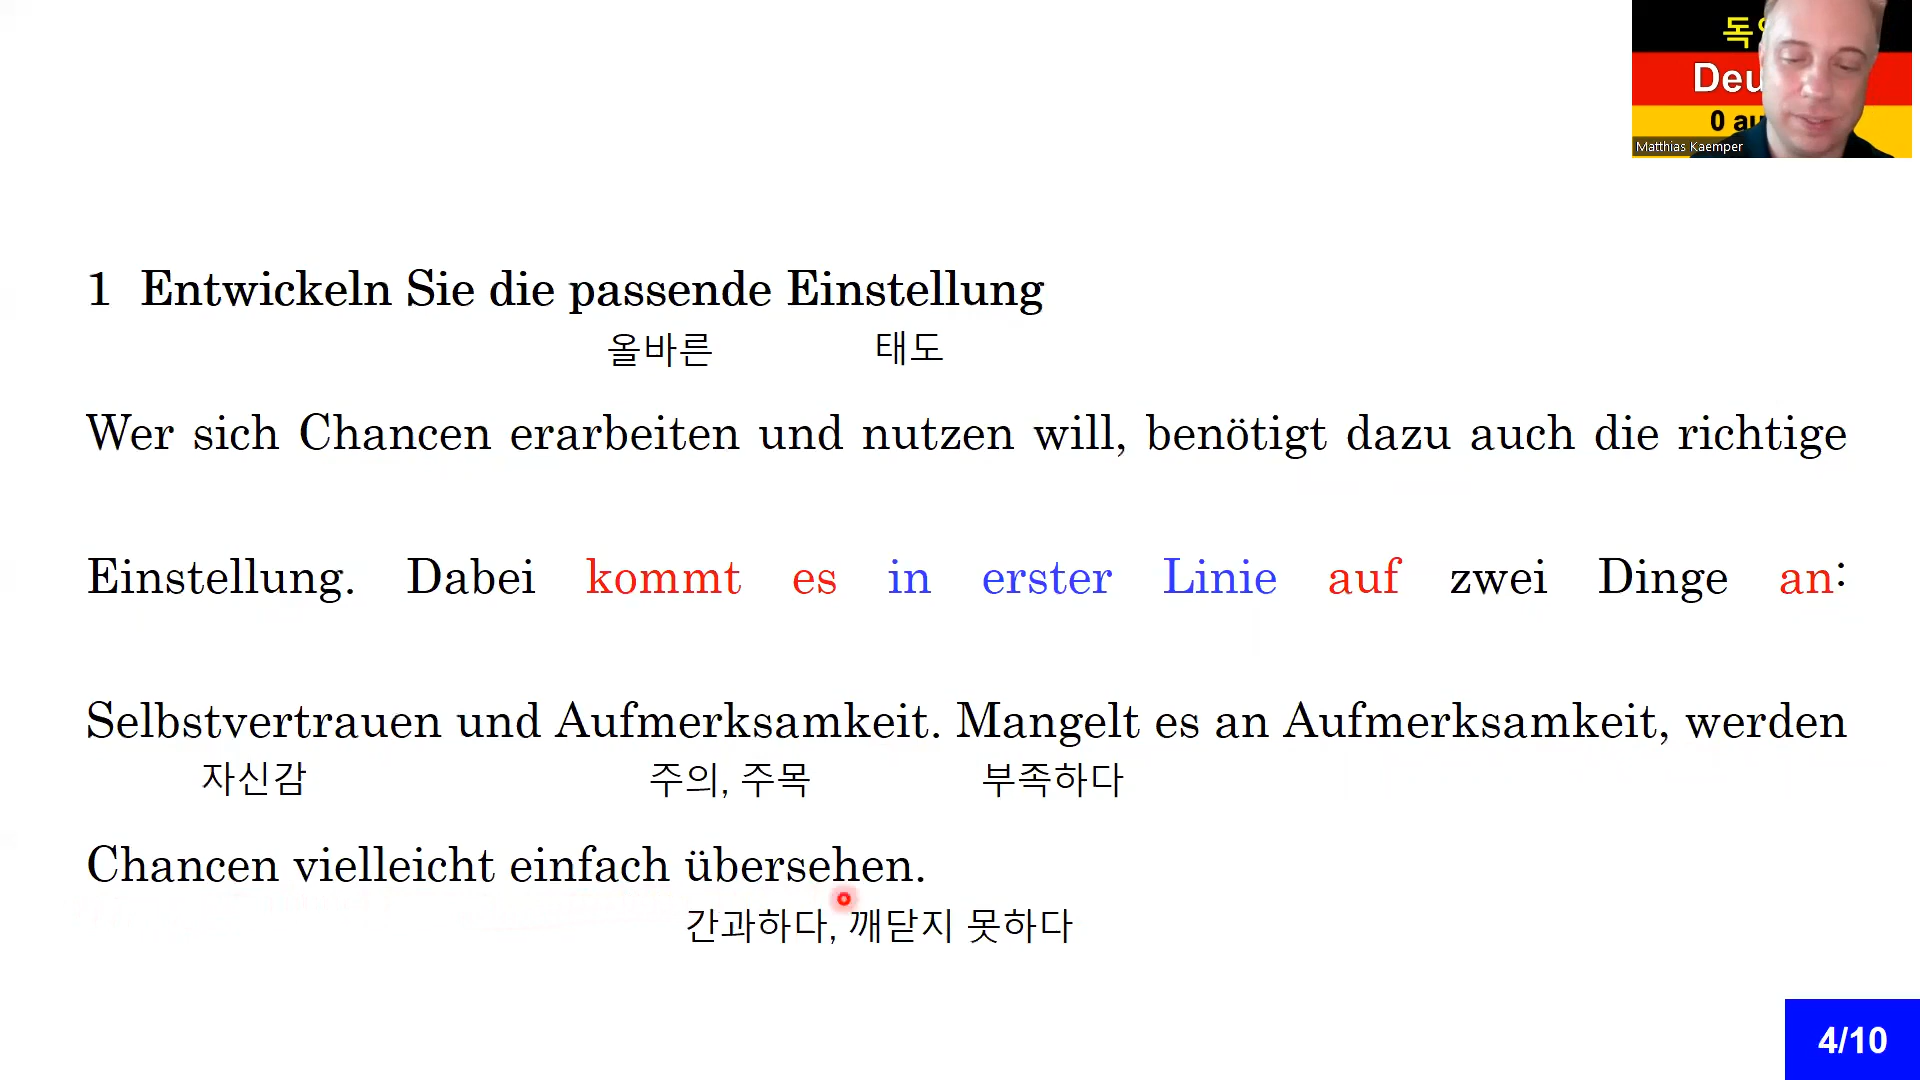 독
Deu
0 au
Matthias Kaemper
1 Entwickeln Sie die passende Einstellung
올바른 태도
Wer sich Chancen erarbeiten und nutzen will, benötigt dazu auch die richtige
Einstellung. Dabei kommt es in erster Linie auf zwei Dinge an:
Selbstvertrauen und Aufmerksamkeit. Mangelt es an Aufmerksamkeit, werden
자신감 주의, 주목 부족하다
Chancen vielleicht einfach übersehen.
간과하다, 깨닫지 못하다
4/10